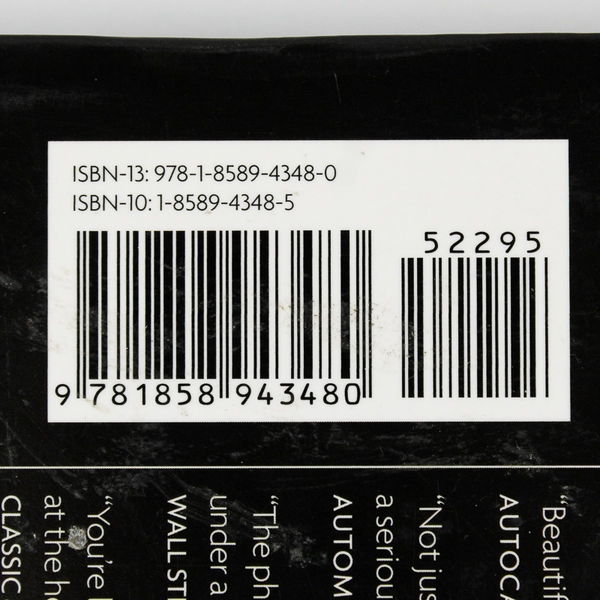 ISBN-13: 978-1-8589-4348-0
ISBN-10: 1-8589-4348-5
52295
9 781858 943480
"Beautif
AUTOCA
"Not jus
a seriou
AUTOM
"The ph
under a
WALL ST
"You're
at the he
CLASSIC